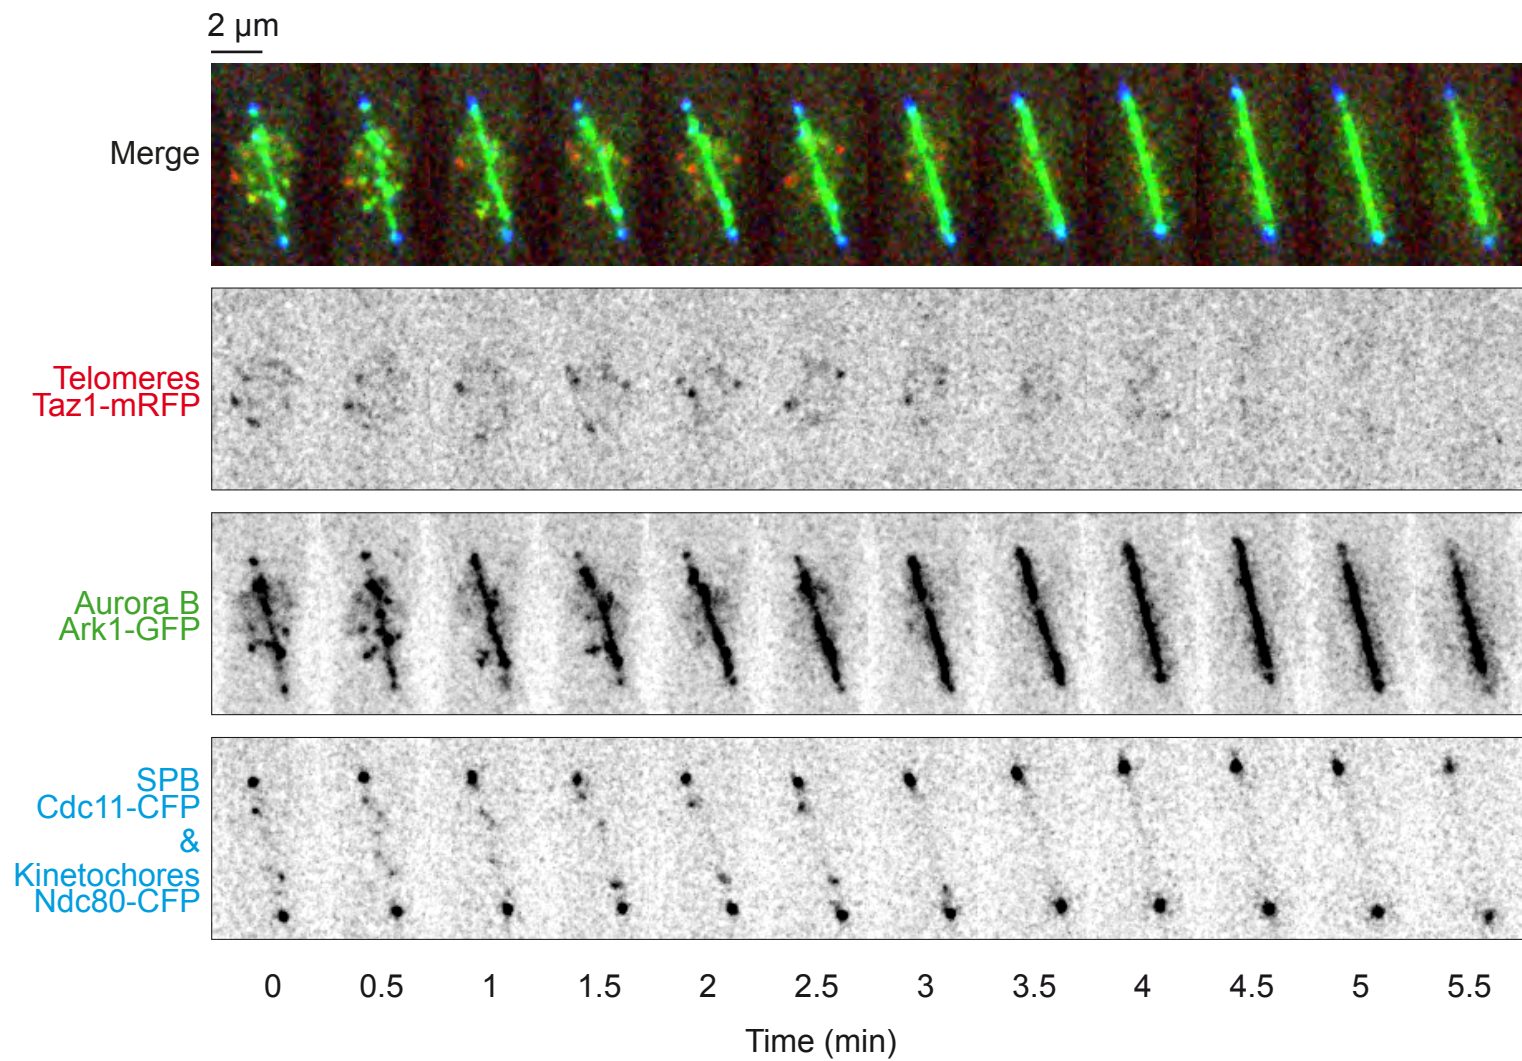 2 μm
Merge
Telomeres
Taz1-mRFP
Aurora B
Ark1-GFP
SPB
Cdc11-CFP
&
Kinetochores
Ndc80-CFP
0 0.5 1 1.5 2 2.5 3 3.5 4 4.5 5 5.5
Time (min)